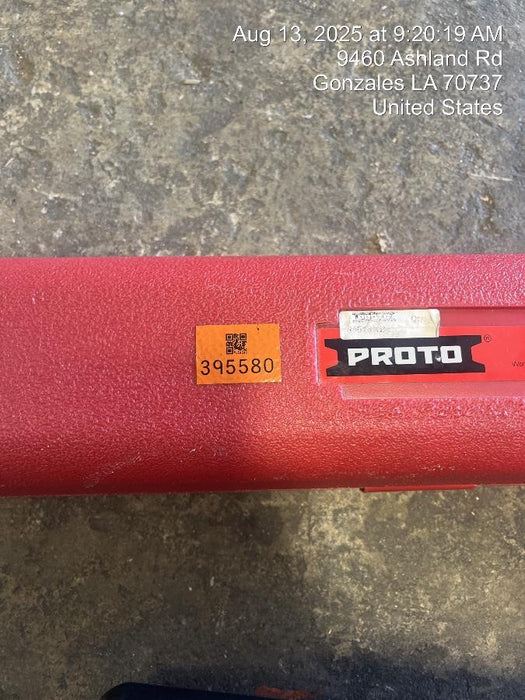 Aug 13, 2025 at 9:20:19 AM
9460 Ashland Rd
Gonzales LA 70737
United States
395580
PROTO®